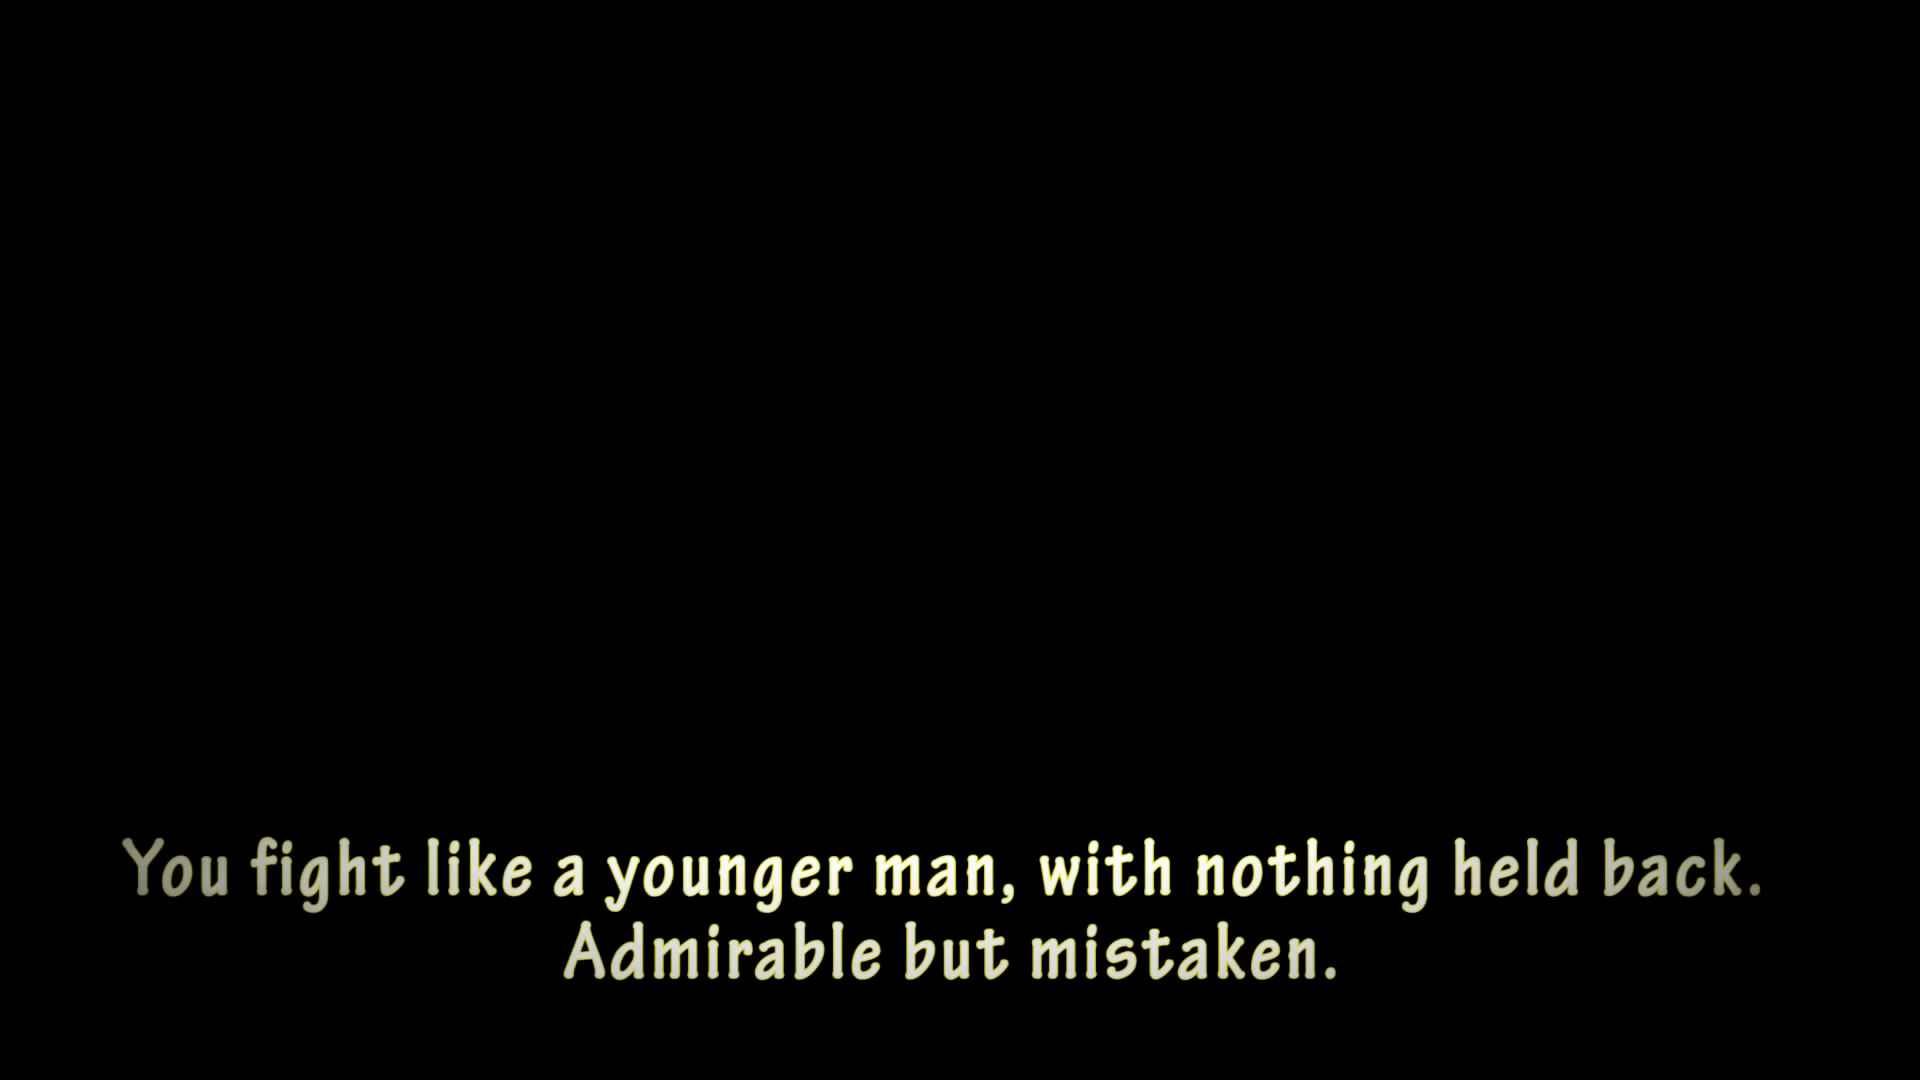 You fight like a younger man, with nothing held back.
Admirable but mistaken.